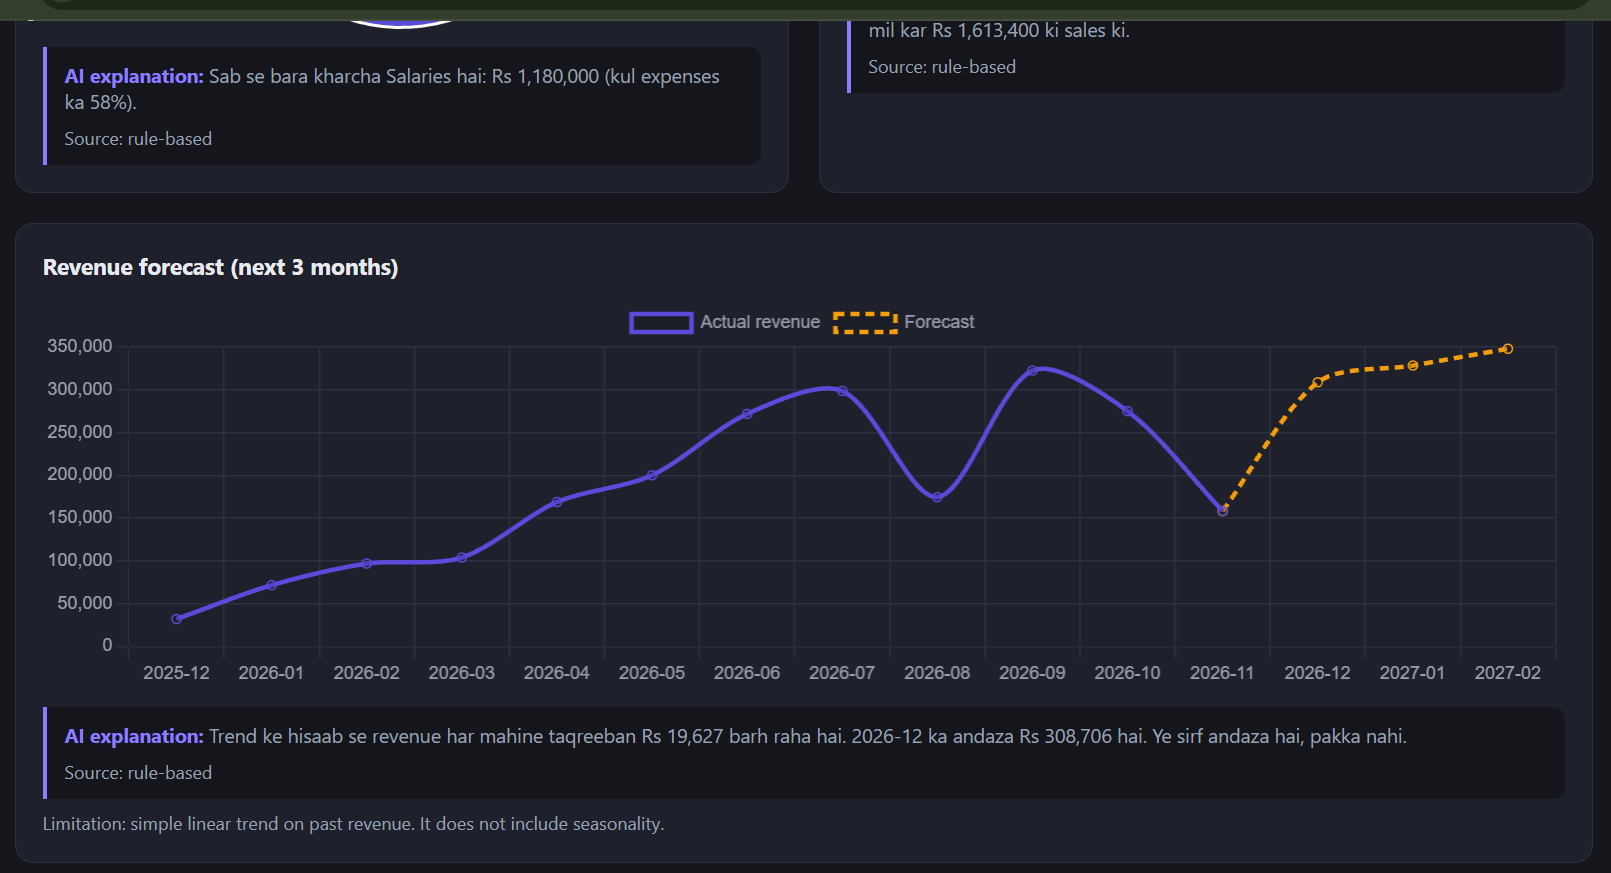 AI explanation: Sab se bara kharcha Salaries hai: Rs 1,180,000 (kul expenses
ka 58%).
Source: rule-based
mil kar Rs 1,613,400 ki sales ki.
Source: rule-based
Revenue forecast (next 3 months)
Actual revenue Forecast
350,000
300,000
250,000
200,000
150,000
100,000
50,000
0
2025-12 2026-01 2026-02 2026-03 2026-04 2026-05 2026-06 2026-07 2026-08 2026-09 2026-10 2026-11 2026-12 2027-01 2027-02
AI explanation: Trend ke hisaab se revenue har mahine taqreeban Rs 19,627 barh raha hai. 2026-12 ka andaza Rs 308,706 hai. Ye sirf andaza hai, pakka nahi.
Source: rule-based
Limitation: simple linear trend on past revenue. It does not include seasonality.